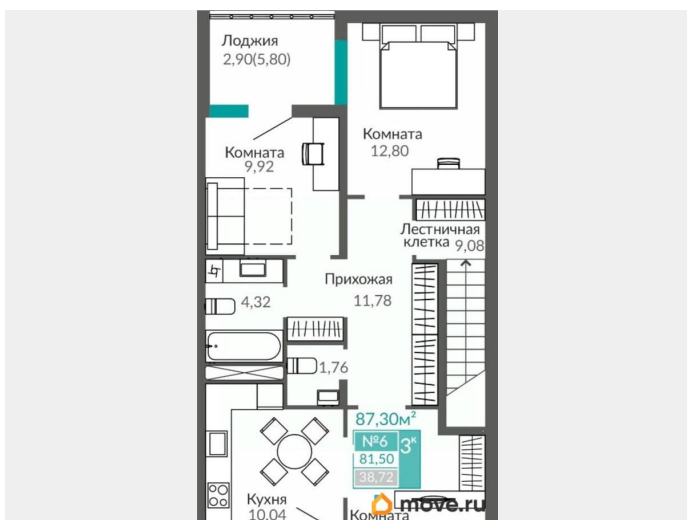 Лоджия
2,90(5,80)
Комната
12,80
Комната
9,92
Лестничная
клетка 9,08
Прихожая
11,78
4,32
1,76
87,30м²
№6
3к
81,50
38,72
Кухня
10,04
Комната
move.ru